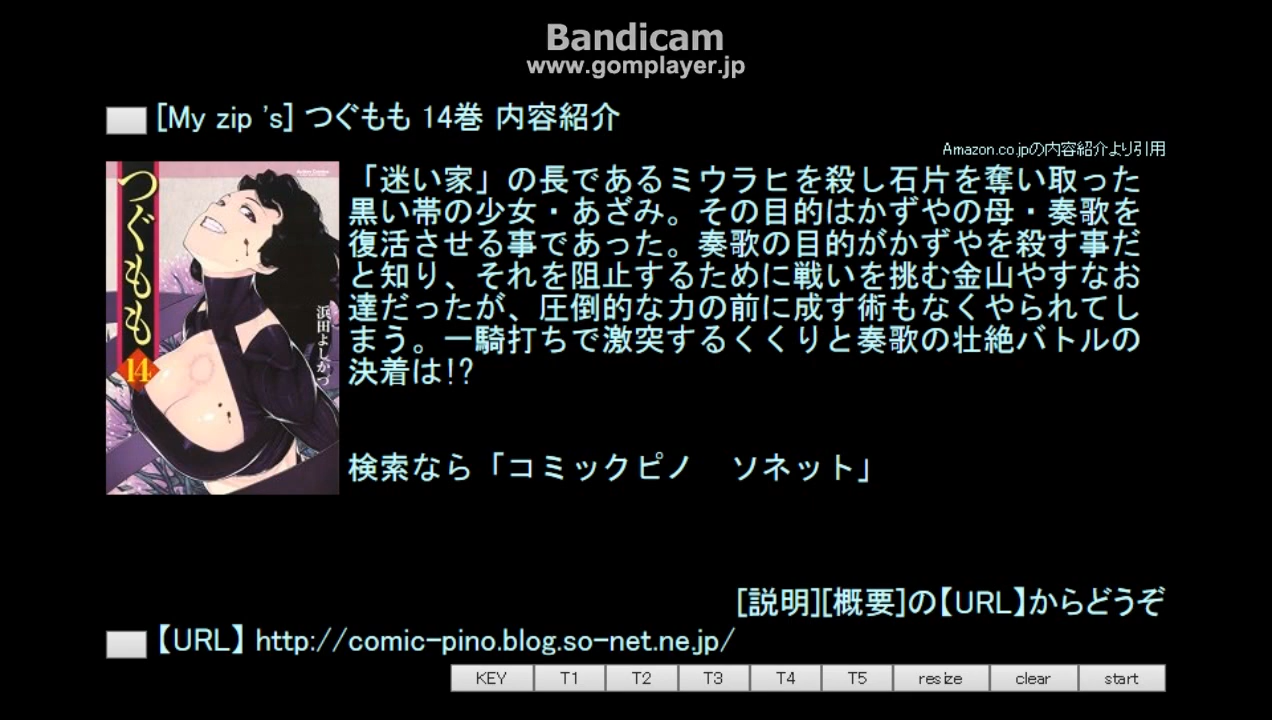 Bandicam
www.gomplayer.jp
[My zip 's] つぐもも 14巻 内容紹介
Amazon.co.jpの内容紹介より引用
つぐもも
14
浜田よしかつ
「迷い家」の長であるミウラヒを殺し石片を奪い取った
黒い帯の少女・あざみ。その目的はかずやの母・奏歌を
復活させる事であった。奏歌の目的がかずやを殺す事だ
と知り、それを阻止するために戦いを挑む金山やすなお
達だったが、圧倒的な力の前に成す術もなくやられてし
まう。一騎打ちで激突するくくりと奏歌の壮絶バトルの
決着は!?
検索なら「コミックピノ　ソネット」
[説明][概要]の【URL】からどうぞ
【URL】 http://comic-pino.blog.so-net.ne.jp/
KEY T1 T2 T3 T4 T5 resize clear start